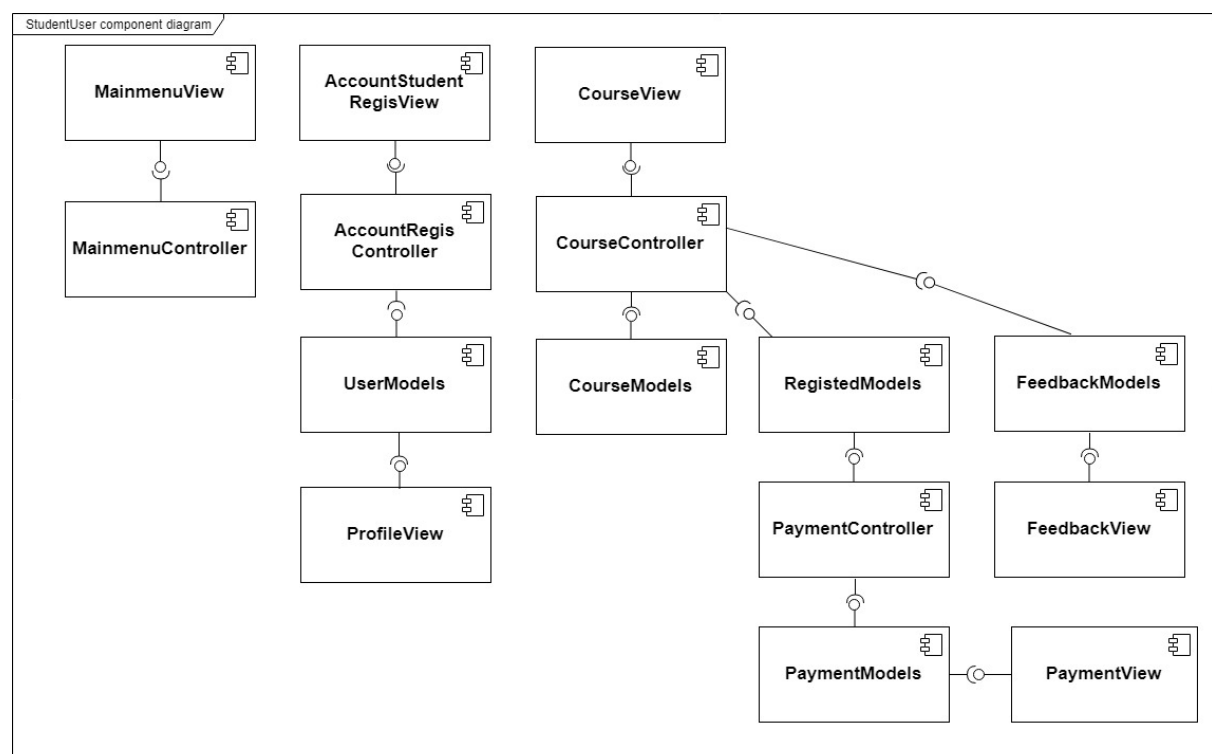 StudentUser component diagram
MainmenuView
AccountStudent
RegisView
CourseView
MainmenuController
AccountRegis
Controller
CourseController
UserModels
CourseModels
RegistedModels
FeedbackModels
ProfileView
PaymentController
FeedbackView
PaymentModels
PaymentView